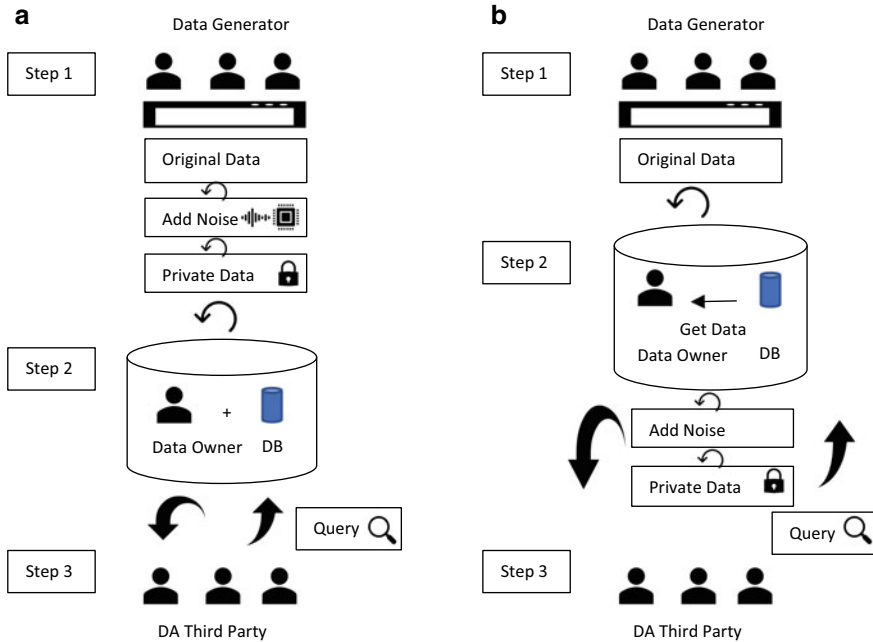 a
Data Generator
Step 1
Original Data
Add Noise
Private Data
Step 2
+
Data Owner
DB
Query
Step 3
DA Third Party
b
Data Generator
Step 1
Original Data
Step 2
Get Data
Data Owner
DB
Add Noise
Private Data
Query
Step 3
DA Third Party